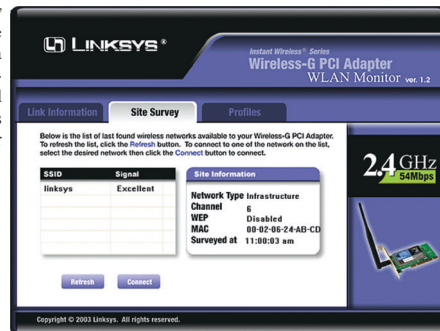 LINKSYS®
Instant Wireless® Series
Wireless-G PCI Adapter
WLAN Monitor ver. 1.2
Link Information
Site Survey
Profiles
Below is the list of last found wireless networks available to your Wireless-G PCI Adapter.
To refresh the list, click the Refresh button. To connect to one of the network on the list,
select the desired network then click the Connect button to connect.
SSID Signal
linksys Excellent
Site Information
Network Type Infrastructure
Channel 6
WEP Disabled
MAC 00-02-06-24-AB-CD
Surveyed at 11:00:03 am
Refresh
Connect
2.4 GHz
54Mbps
Copyright © 2003 Linksys. All rights reserved.